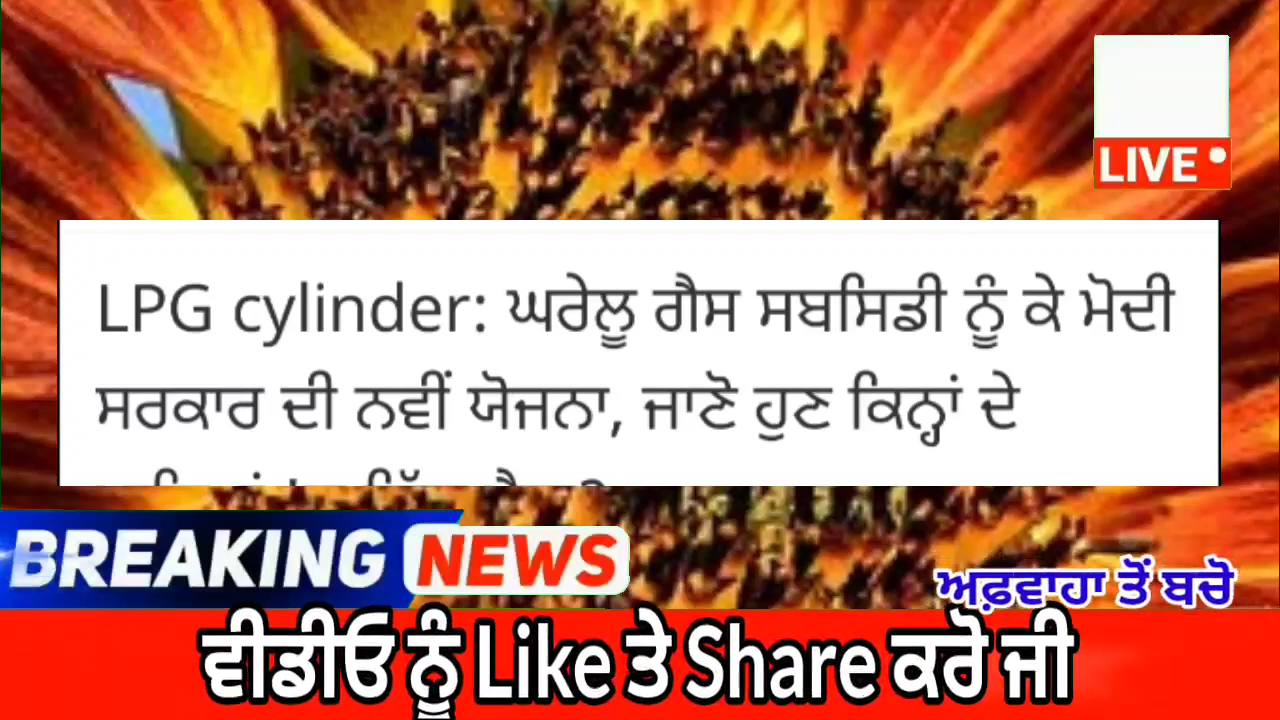 LIVE
LPG cylinder: ਘਰੇਲੂ ਗੈਸ ਸਬਸਿਡੀ ਨੂੰ ਕੇ ਮੋਦੀ
ਸਰਕਾਰ ਦੀ ਨਵੀਂ ਯੋਜਨਾ, ਜਾਣੋ ਹੁਣ ਕਿਨ੍ਹਾਂ ਦੇ
BREAKING NEWS
ਅਫ਼ਵਾਹਾ ਤੋਂ ਬਚੋ
ਵੀਡੀਓ ਨੂੰ Like ਤੇ Share ਕਰੋ ਜੀ